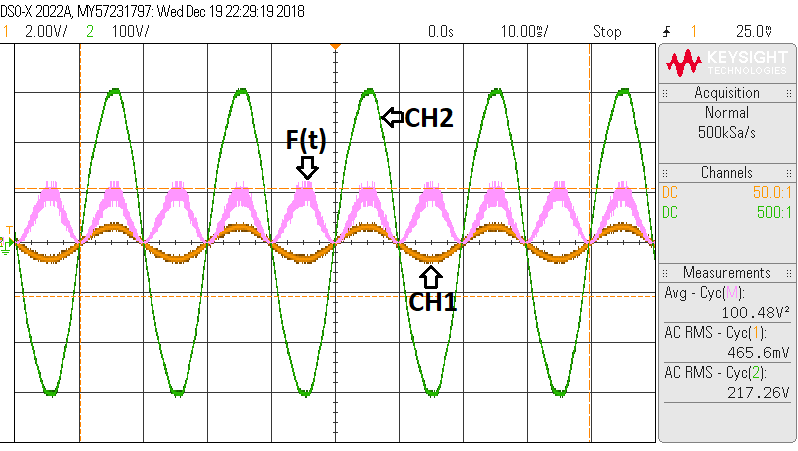 DSO-X 2022A, MY57231797: Wed Dec 19 22:29:19 2018
1 2.00V/ 2 100V/ 0.0s 10.00ms/ Stop 1 25.0mV
KEYSIGHT
TECHNOLOGIES
Acquisition
Normal
500kSa/s
Channels
DC 50.0:1
DC 500:1
Measurements
Avg - Cyc(M):
100.48V²
AC RMS - Cyc(1):
465.6mV
AC RMS - Cyc(2):
217.26V
CH2
F(t)
CH1